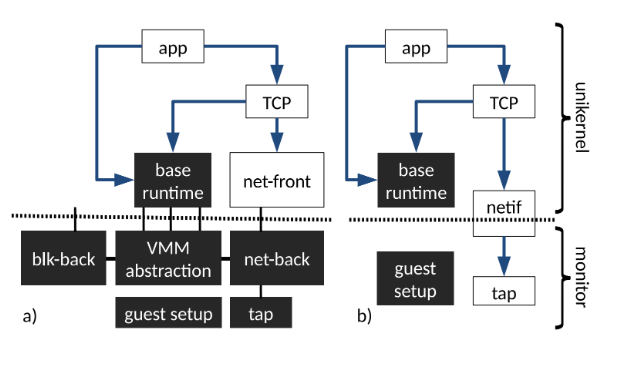 app
TCP
base
runtime
net-front
blk-back
VMM
abstraction
net-back
guest setup
tap
a)
app
TCP
base
runtime
netif
guest
setup
tap
b)
unikernel
monitor